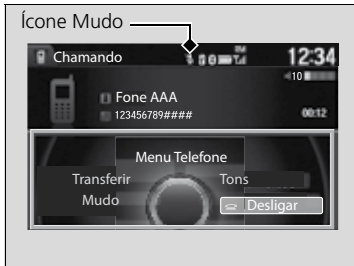 Ícone Mudo
Chamando
12:34
10
Fone AAA
123456789####
00:12
Menu Telefone
Transferir Tons
Mudo Desligar